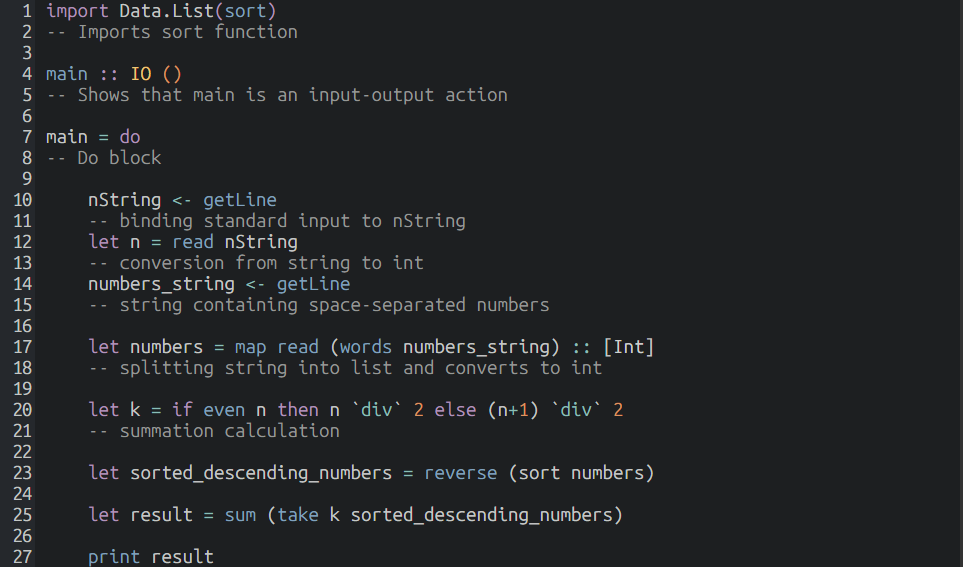 1 import Data.List(sort)
2 -- Imports sort function
3
4 main :: IO ()
5 -- Shows that main is an input-output action
6
7 main = do
8 -- Do block
9
10     nString <- getLine
11     -- binding standard input to nString
12     let n = read nString
13     -- conversion from string to int
14     numbers_string <- getLine
15     -- string containing space-separated numbers
16
17     let numbers = map read (words numbers_string) :: [Int]
18     -- splitting string into list and converts to int
19
20     let k = if even n then n `div` 2 else (n+1) `div` 2
21     -- summation calculation
22
23     let sorted_descending_numbers = reverse (sort numbers)
24
25     let result = sum (take k sorted_descending_numbers)
26
27     print result